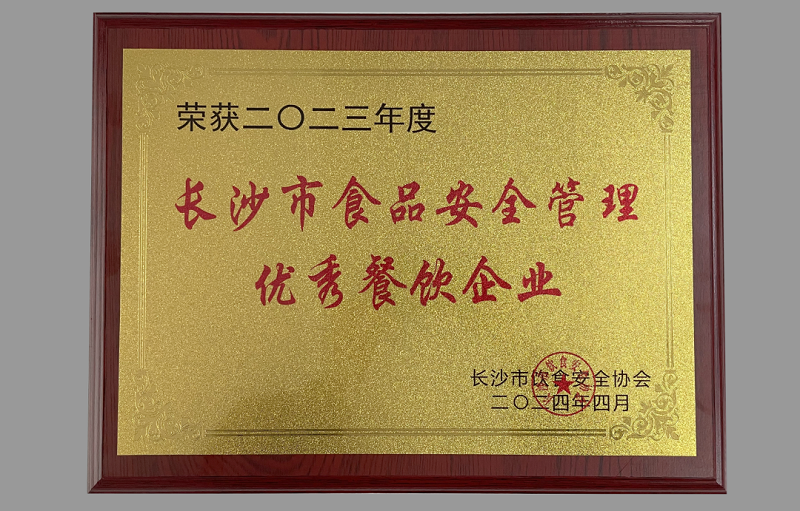 荣获二〇二三年度
长沙市食品安全管理
优秀餐饮企业
长沙市饮食安全协会
二〇二四年四月